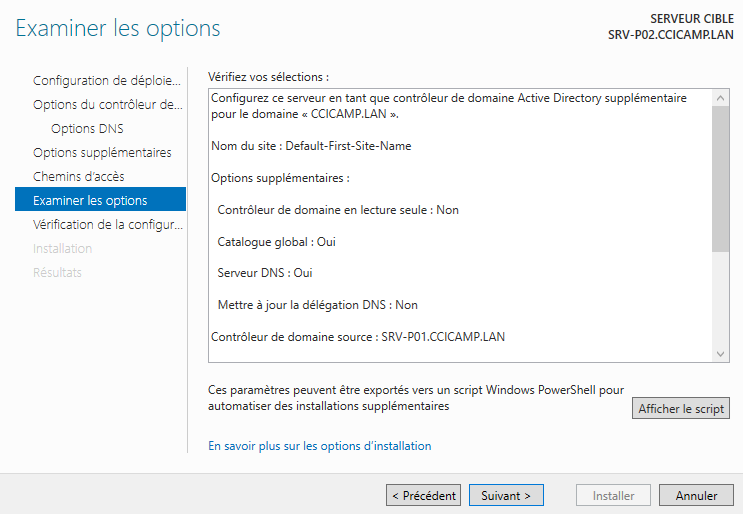 Examiner les options
SERVEUR CIBLE
SRV-P02.CCICAMP.LAN
Configuration de déploie...
Options du contrôleur de...
Options DNS
Options supplémentaires
Chemins d'accès
Examiner les options
Vérification de la configur...
Installation
Résultats
Vérifiez vos sélections :
Configurez ce serveur en tant que contrôleur de domaine Active Directory supplémentaire
pour le domaine « CCICAMP.LAN ».
Nom du site : Default-First-Site-Name
Options supplémentaires :
Contrôleur de domaine en lecture seule : Non
Catalogue global : Oui
Serveur DNS : Oui
Mettre à jour la délégation DNS : Non
Contrôleur de domaine source : SRV-P01.CCICAMP.LAN
Ces paramètres peuvent être exportés vers un script Windows PowerShell pour
automatiser des installations supplémentaires
Afficher le script
En savoir plus sur les options d'installation
< Précédent
Suivant >
Installer
Annuler